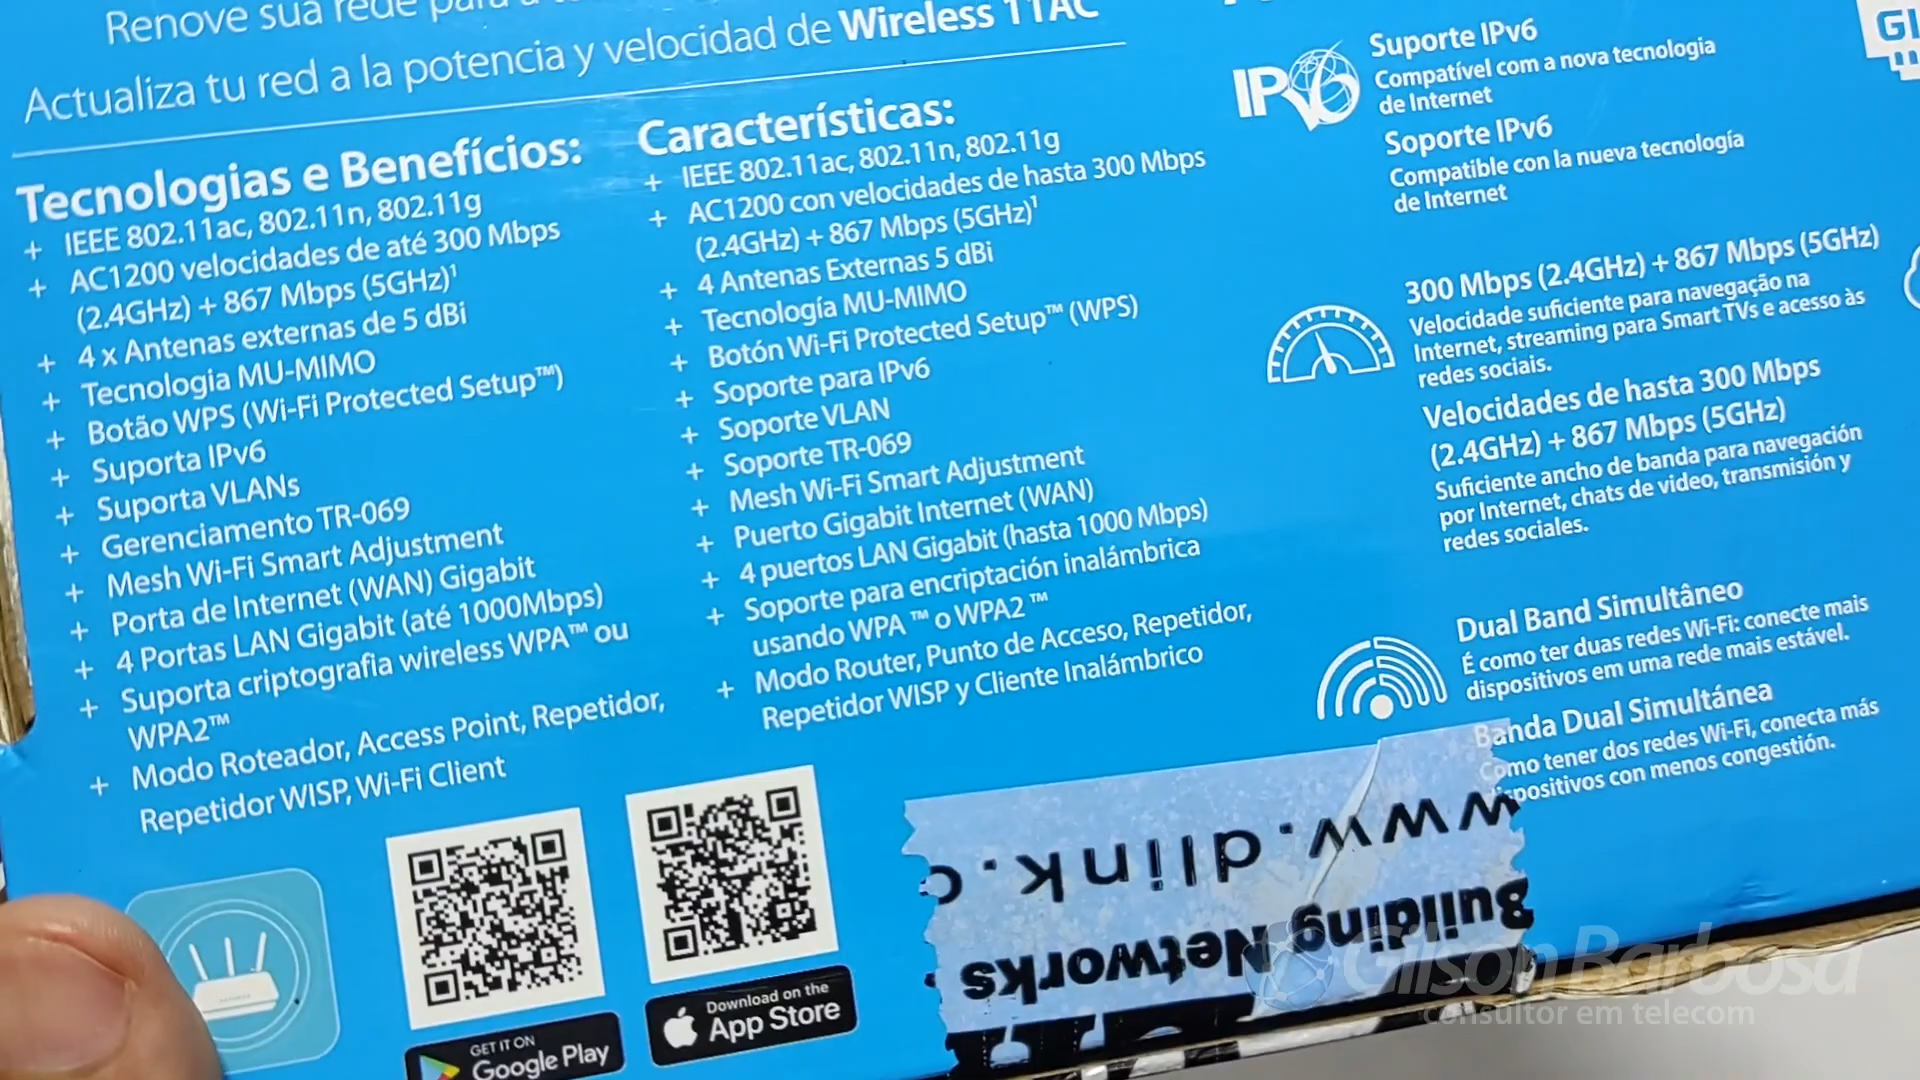 Renove sua rede para a
Actualiza tu red a la potencia y velocidad de Wireless 11AC
Tecnologias e Benefícios:
+ IEEE 802.11ac, 802.11n, 802.11g
+ AC1200 velocidades de até 300 Mbps
(2.4GHz) + 867 Mbps (5GHz)¹
+ 4 x Antenas externas de 5 dBi
+ Tecnologia MU-MIMO
+ Botão WPS (Wi-Fi Protected Setup™)
+ Suporta IPv6
+ Suporta VLANs
+ Gerenciamento TR-069
+ Mesh Wi-Fi Smart Adjustment
+ Porta de Internet (WAN) Gigabit
+ 4 Portas LAN Gigabit (até 1000Mbps)
+ Suporta criptografia wireless WPA™ ou
WPA2™
+ Modo Roteador, Access Point, Repetidor,
Repetidor WISP, Wi-Fi Client
Características:
+ IEEE 802.11ac, 802.11n, 802.11g
+ AC1200 con velocidades de hasta 300 Mbps
(2.4GHz) + 867 Mbps (5GHz)¹
+ 4 Antenas Externas 5 dBi
+ Tecnología MU-MIMO
+ Botón Wi-Fi Protected Setup™ (WPS)
+ Soporte para IPv6
+ Soporte VLAN
+ Soporte TR-069
+ Mesh Wi-Fi Smart Adjustment
+ Puerto Gigabit Internet (WAN)
+ 4 puertos LAN Gigabit (hasta 1000 Mbps)
+ Soporte para encriptación inalámbrica
usando WPA ™ o WPA2 ™
+ Modo Router, Punto de Acceso, Repetidor,
Repetidor WISP y Cliente Inalámbrico
IPv6
Suporte IPv6
Compatível com a nova tecnologia
de Internet
Soporte IPv6
Compatible con la nueva tecnología
de Internet
300 Mbps (2.4GHz) + 867 Mbps (5GHz)
Velocidade suficiente para navegação na
Internet, streaming para Smart TVs e acesso às
redes sociais.
Velocidades de hasta 300 Mbps
(2.4GHz) + 867 Mbps (5GHz)
Suficiente ancho de banda para navegación
por Internet, chats de video, transmisión y
redes sociales.
Dual Band Simultâneo
É como ter duas redes Wi-Fi: conecte mais
dispositivos em uma rede mais estável.
Banda Dual Simultánea
Como tener dos redes Wi-Fi, conecta más
dispositivos con menos congestión.
GET IT ON
Google Play
Download on the
App Store
www.dlink.c
Building Networks
Gilson Barbosa
consultor em telecom